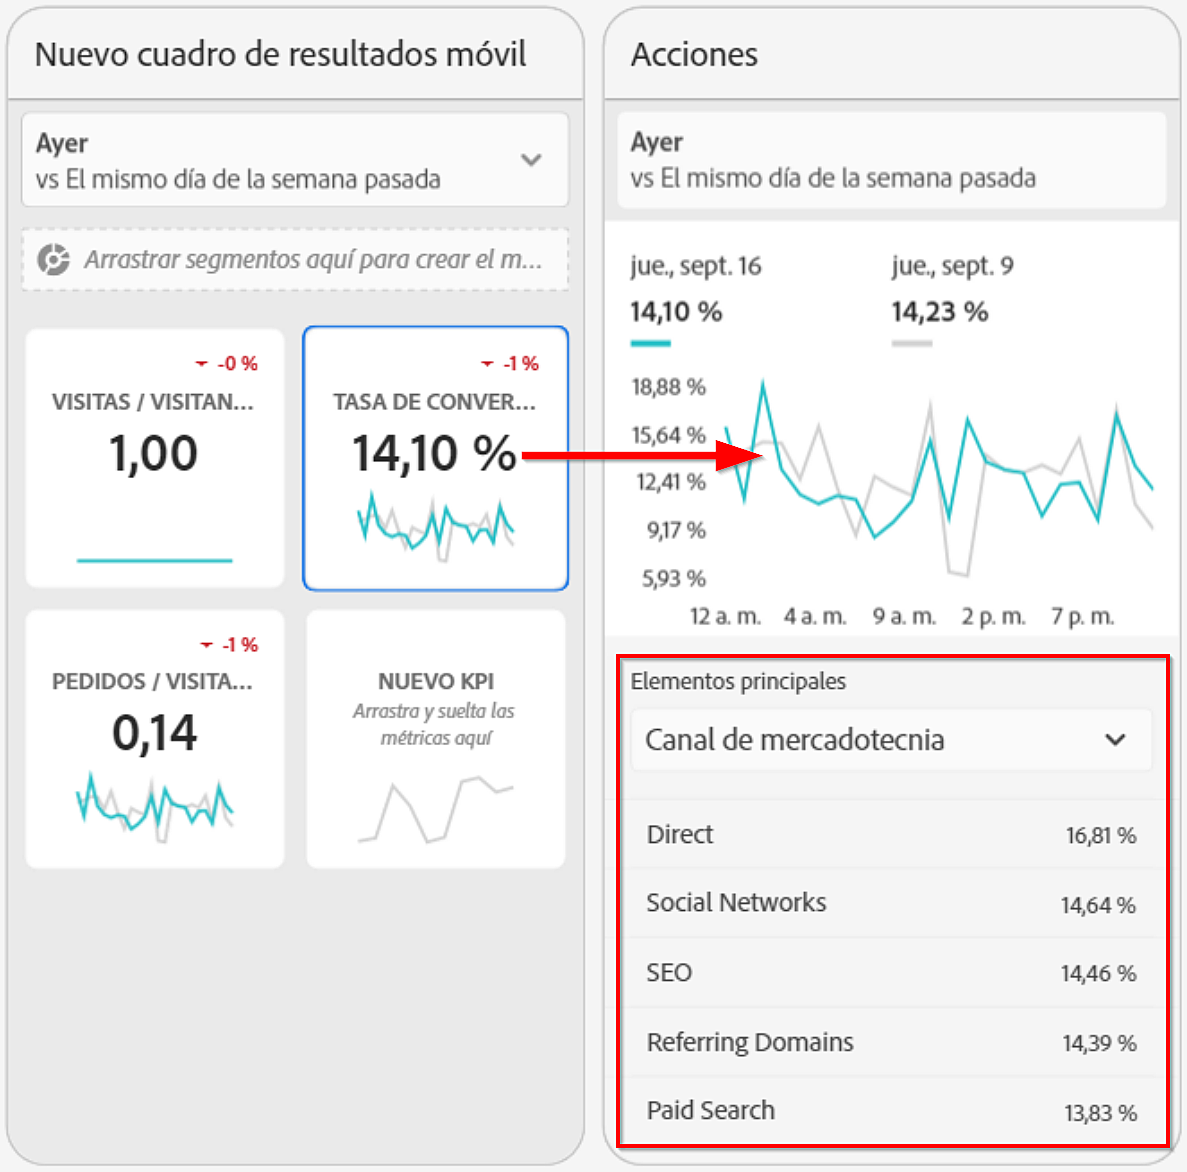 Nuevo cuadro de resultados móvil
Ayer
vs El mismo día de la semana pasada
Arrastrar segmentos aquí para crear el m...
-0 %
VISITAS / VISITAN...
1,00
-1 %
TASA DE CONVER...
14,10 %
-1 %
PEDIDOS / VISITA...
0,14
NUEVO KPI
Arrastra y suelta las
métricas aquí
Acciones
Ayer
vs El mismo día de la semana pasada
jue., sept. 16
14,10 %
jue., sept. 9
14,23 %
18,88 %
15,64 %
12,41 %
9,17 %
5,93 %
12 a. m. 4 a. m. 9 a. m. 2 p. m. 7 p. m.
Elementos principales
Canal de mercadotecnia
Direct 16,81 %
Social Networks 14,64 %
SEO 14,46 %
Referring Domains 14,39 %
Paid Search 13,83 %